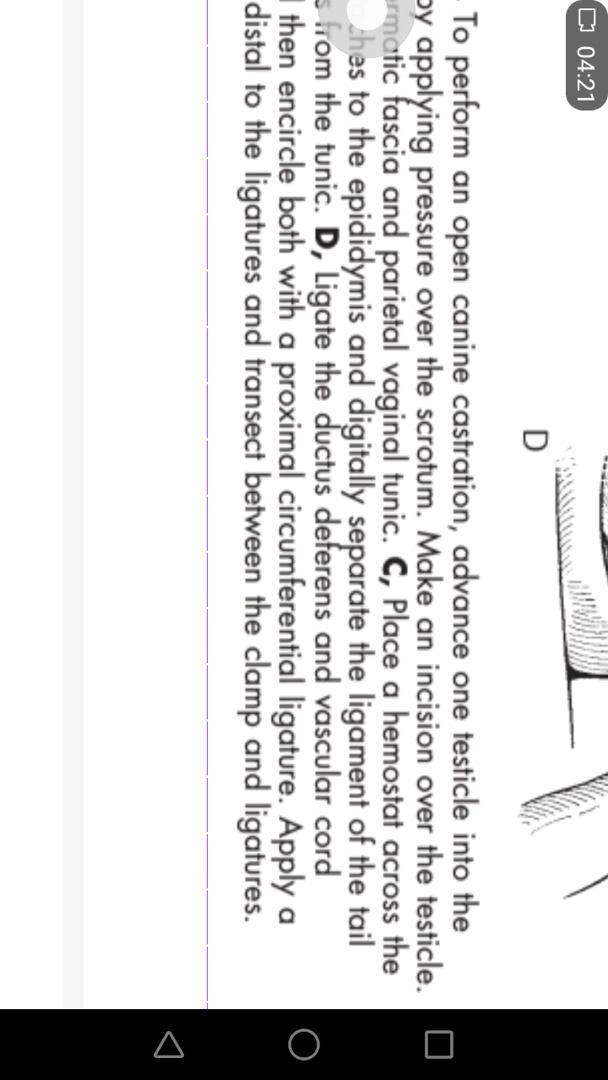 04:21
D
To perform an open canine castration, advance one testicle into the
by applying pressure over the scrotum. Make an incision over the testicle.
rmatic fascia and parietal vaginal tunic. C, Place a hemostat across the
ches to the epididymis and digitally separate the ligament of the tail
s from the tunic. D, Ligate the ductus deferens and vascular cord
then encircle both with a proximal circumferential ligature. Apply a
distal to the ligatures and transect between the clamp and ligatures.